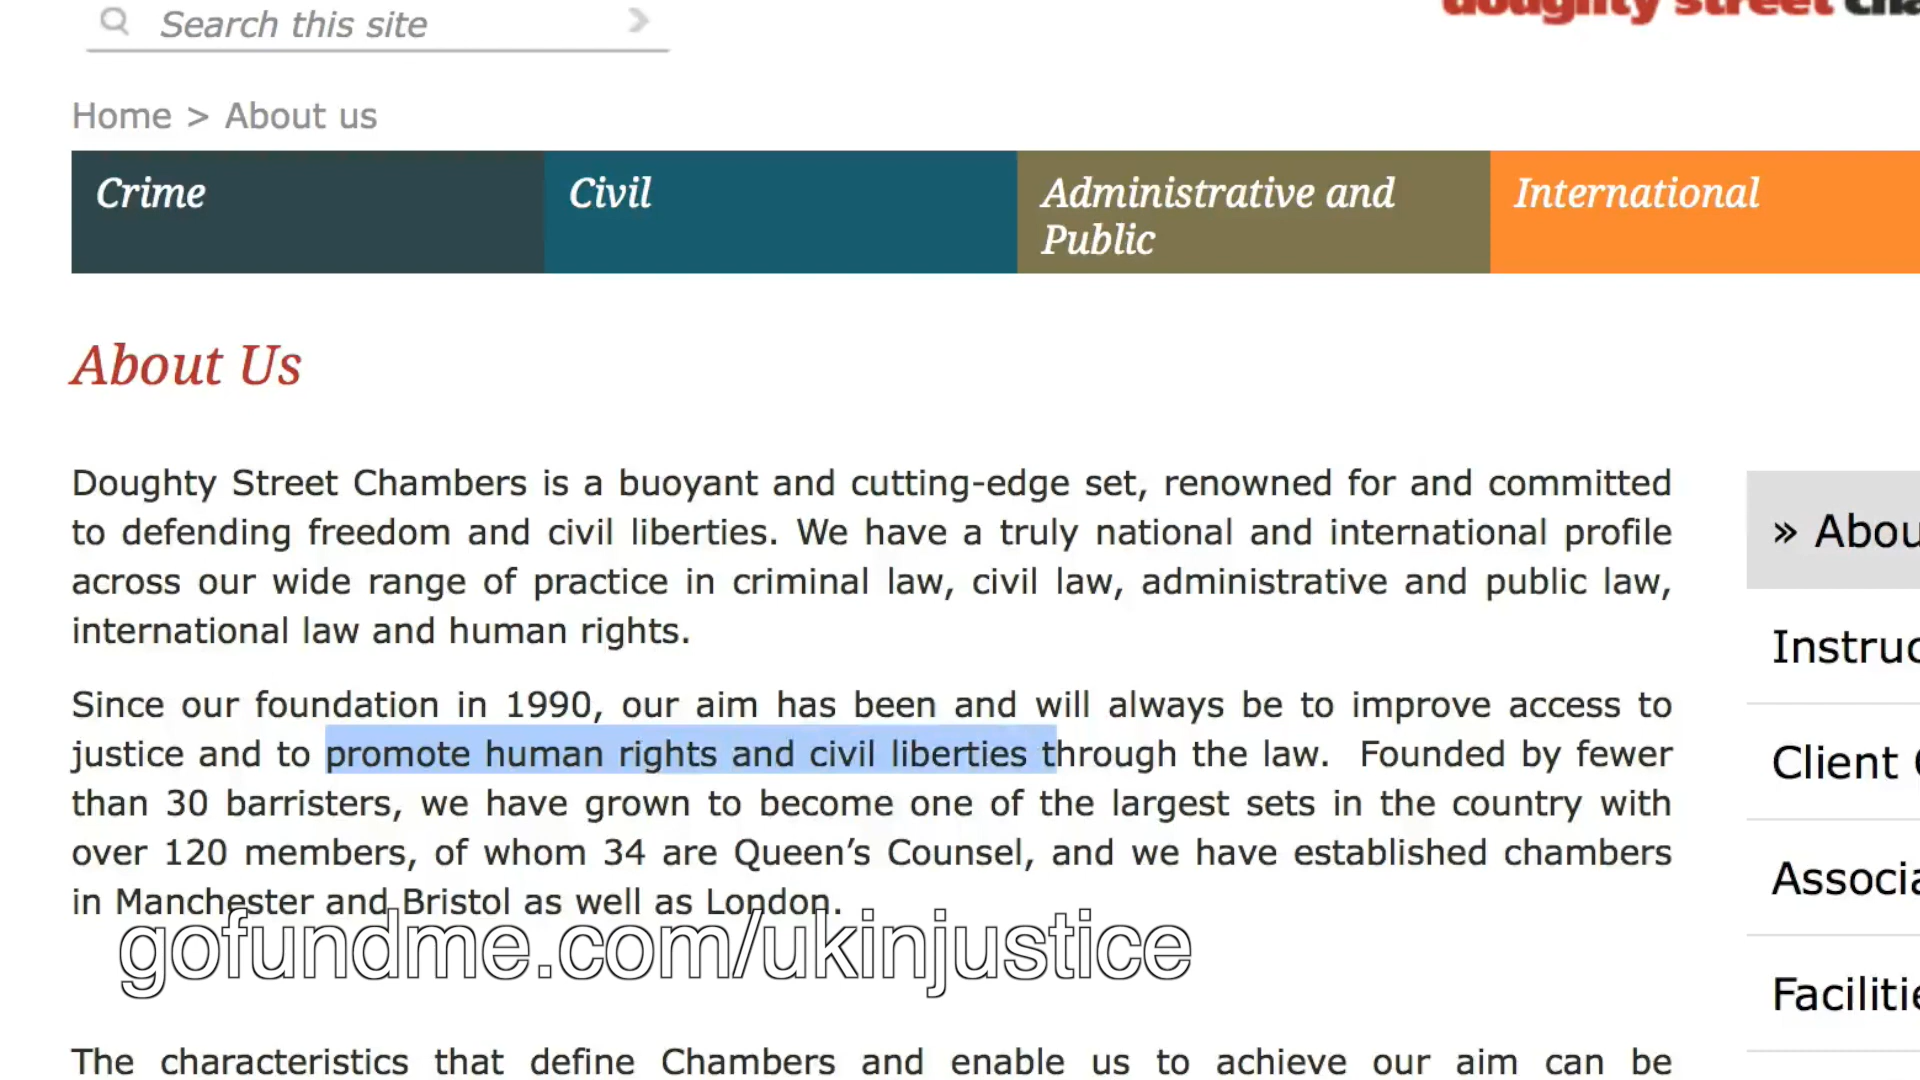 Search this site
doughty street
Home > About us
Crime
Civil
Administrative and
Public
International
About Us
Doughty Street Chambers is a buoyant and cutting-edge set, renowned for and committed
to defending freedom and civil liberties. We have a truly national and international profile
across our wide range of practice in criminal law, civil law, administrative and public law,
international law and human rights.
Since our foundation in 1990, our aim has been and will always be to improve access to
justice and to promote human rights and civil liberties through the law.  Founded by fewer
than 30 barristers, we have grown to become one of the largest sets in the country with
over 120 members, of whom 34 are Queen’s Counsel, and we have established chambers
in Manchester and Bristol as well as London.
gofundme.com/ukinjustice
The characteristics that define Chambers and enable us to achieve our aim can be
» Abou
Instruc
Client
Associa
Facilitie